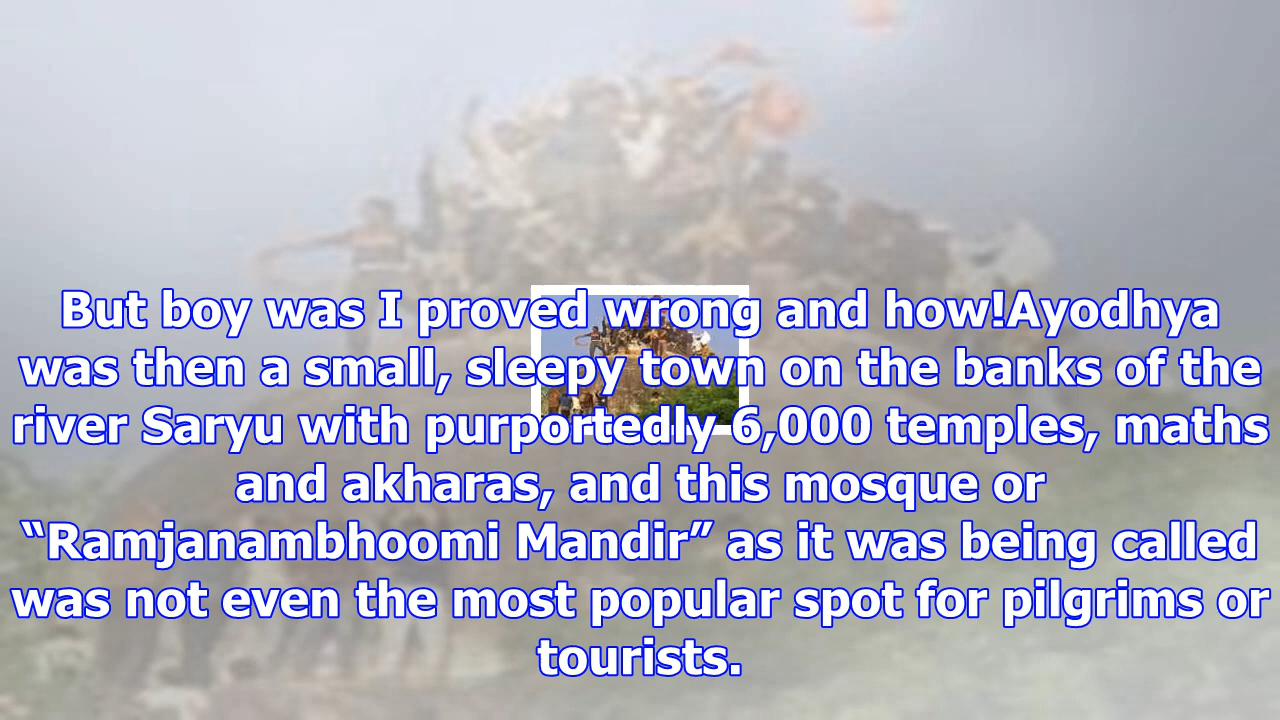 But boy was I proved wrong and how!Ayodhya
was then a small, sleepy town on the banks of the
river Saryu with purportedly 6,000 temples, maths
and akharas, and this mosque or
“Ramjanambhoomi Mandir” as it was being called
was not even the most popular spot for pilgrims or
tourists.